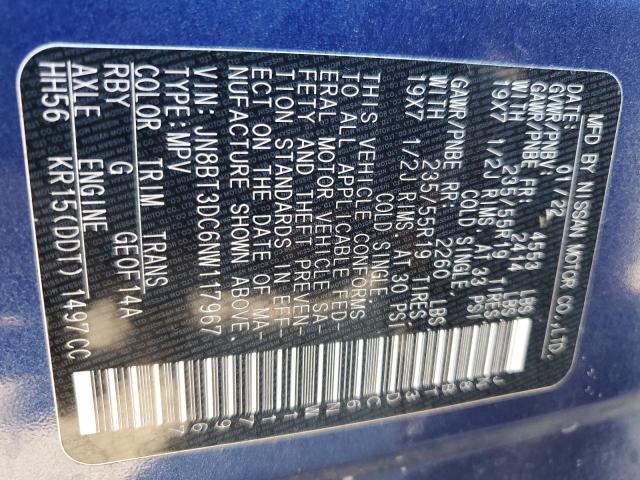 MFD BY NISSAN MOTOR CO.,LTD.
DATE: 01/22
GVWR/PNBV: 4553 LBS
GAWR/PNBE FR: 2414 LBS
WITH 235/55R19 TIRES,
19X7 1/2J RIMS AT 33 PSI
COLD SINGLE,
GAWR/PNBE RR: 2260 LBS
WITH 235/55R19 TIRES,
19X7 1/2J RIMS AT 30 PSI
COLD SINGLE
THIS VEHICLE CONFORMS
TO ALL APPLICABLE FED-
ERAL MOTOR VEHICLE SA-
FETY AND THEFT PREVEN-
TION STANDARDS IN EFF-
ECT ON THE DATE OF MA-
NUFACTURE SHOWN ABOVE
VIN:JN8BT3DC6NW117967
TYPE:MPV
COLOR TRIM TRANS
RBY G GEOF14A
AXLE ENGINE
HH56 KR15(DDT) 1497CC
JN8BT3DC6NW117967